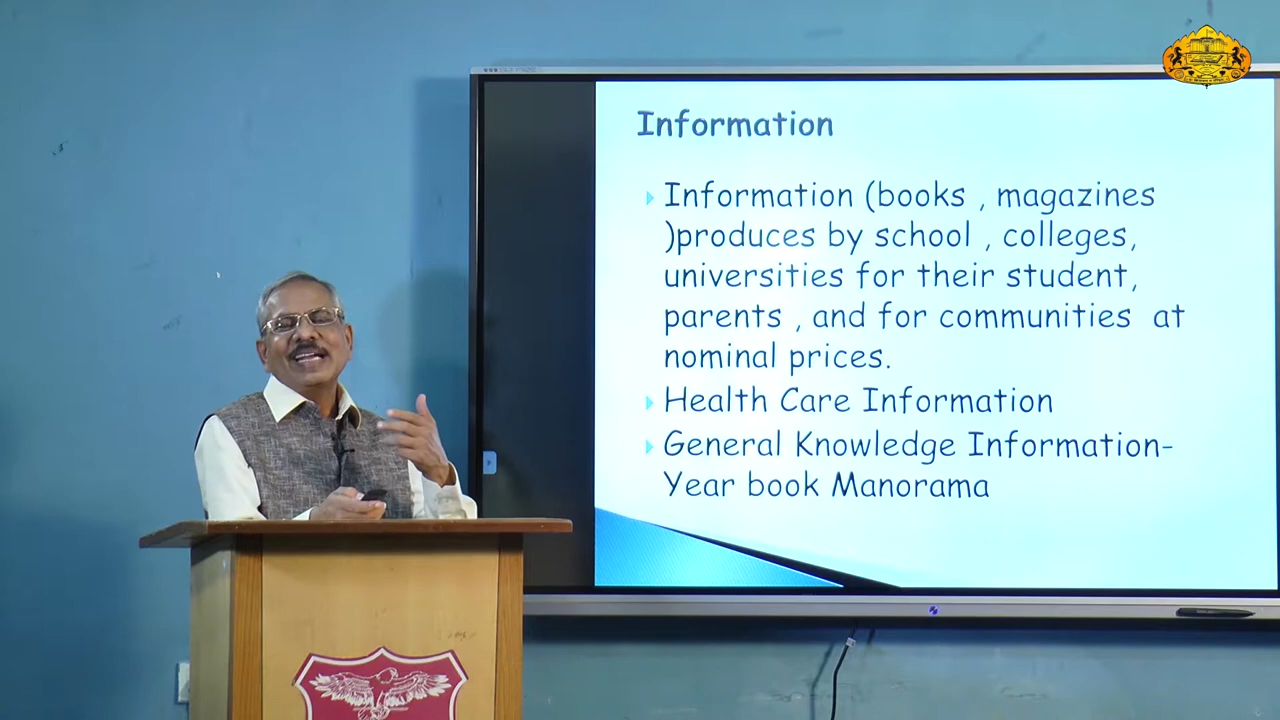 Information
Information (books , magazines
)produces by school , colleges,
universities for their student,
parents , and for communities at
nominal prices.
Health Care Information
General Knowledge Information-
Year book Manorama